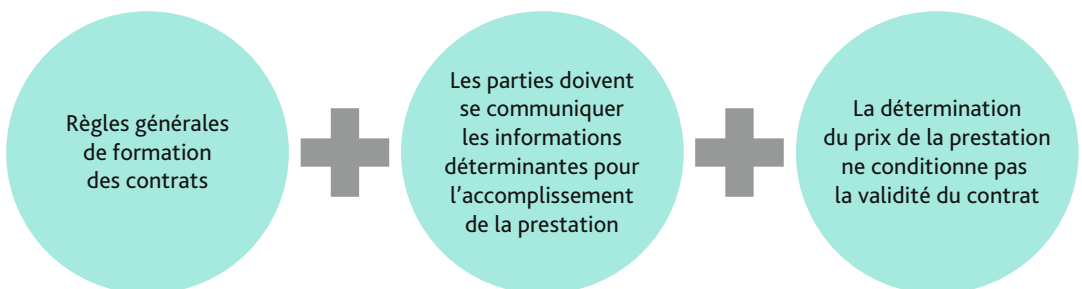 Règles générales
de formation
des contrats
Les parties doivent
se communiquer
les informations
déterminantes pour
l'accomplissement
de la prestation
La détermination
du prix de la prestation
ne conditionne pas
la validité du contrat